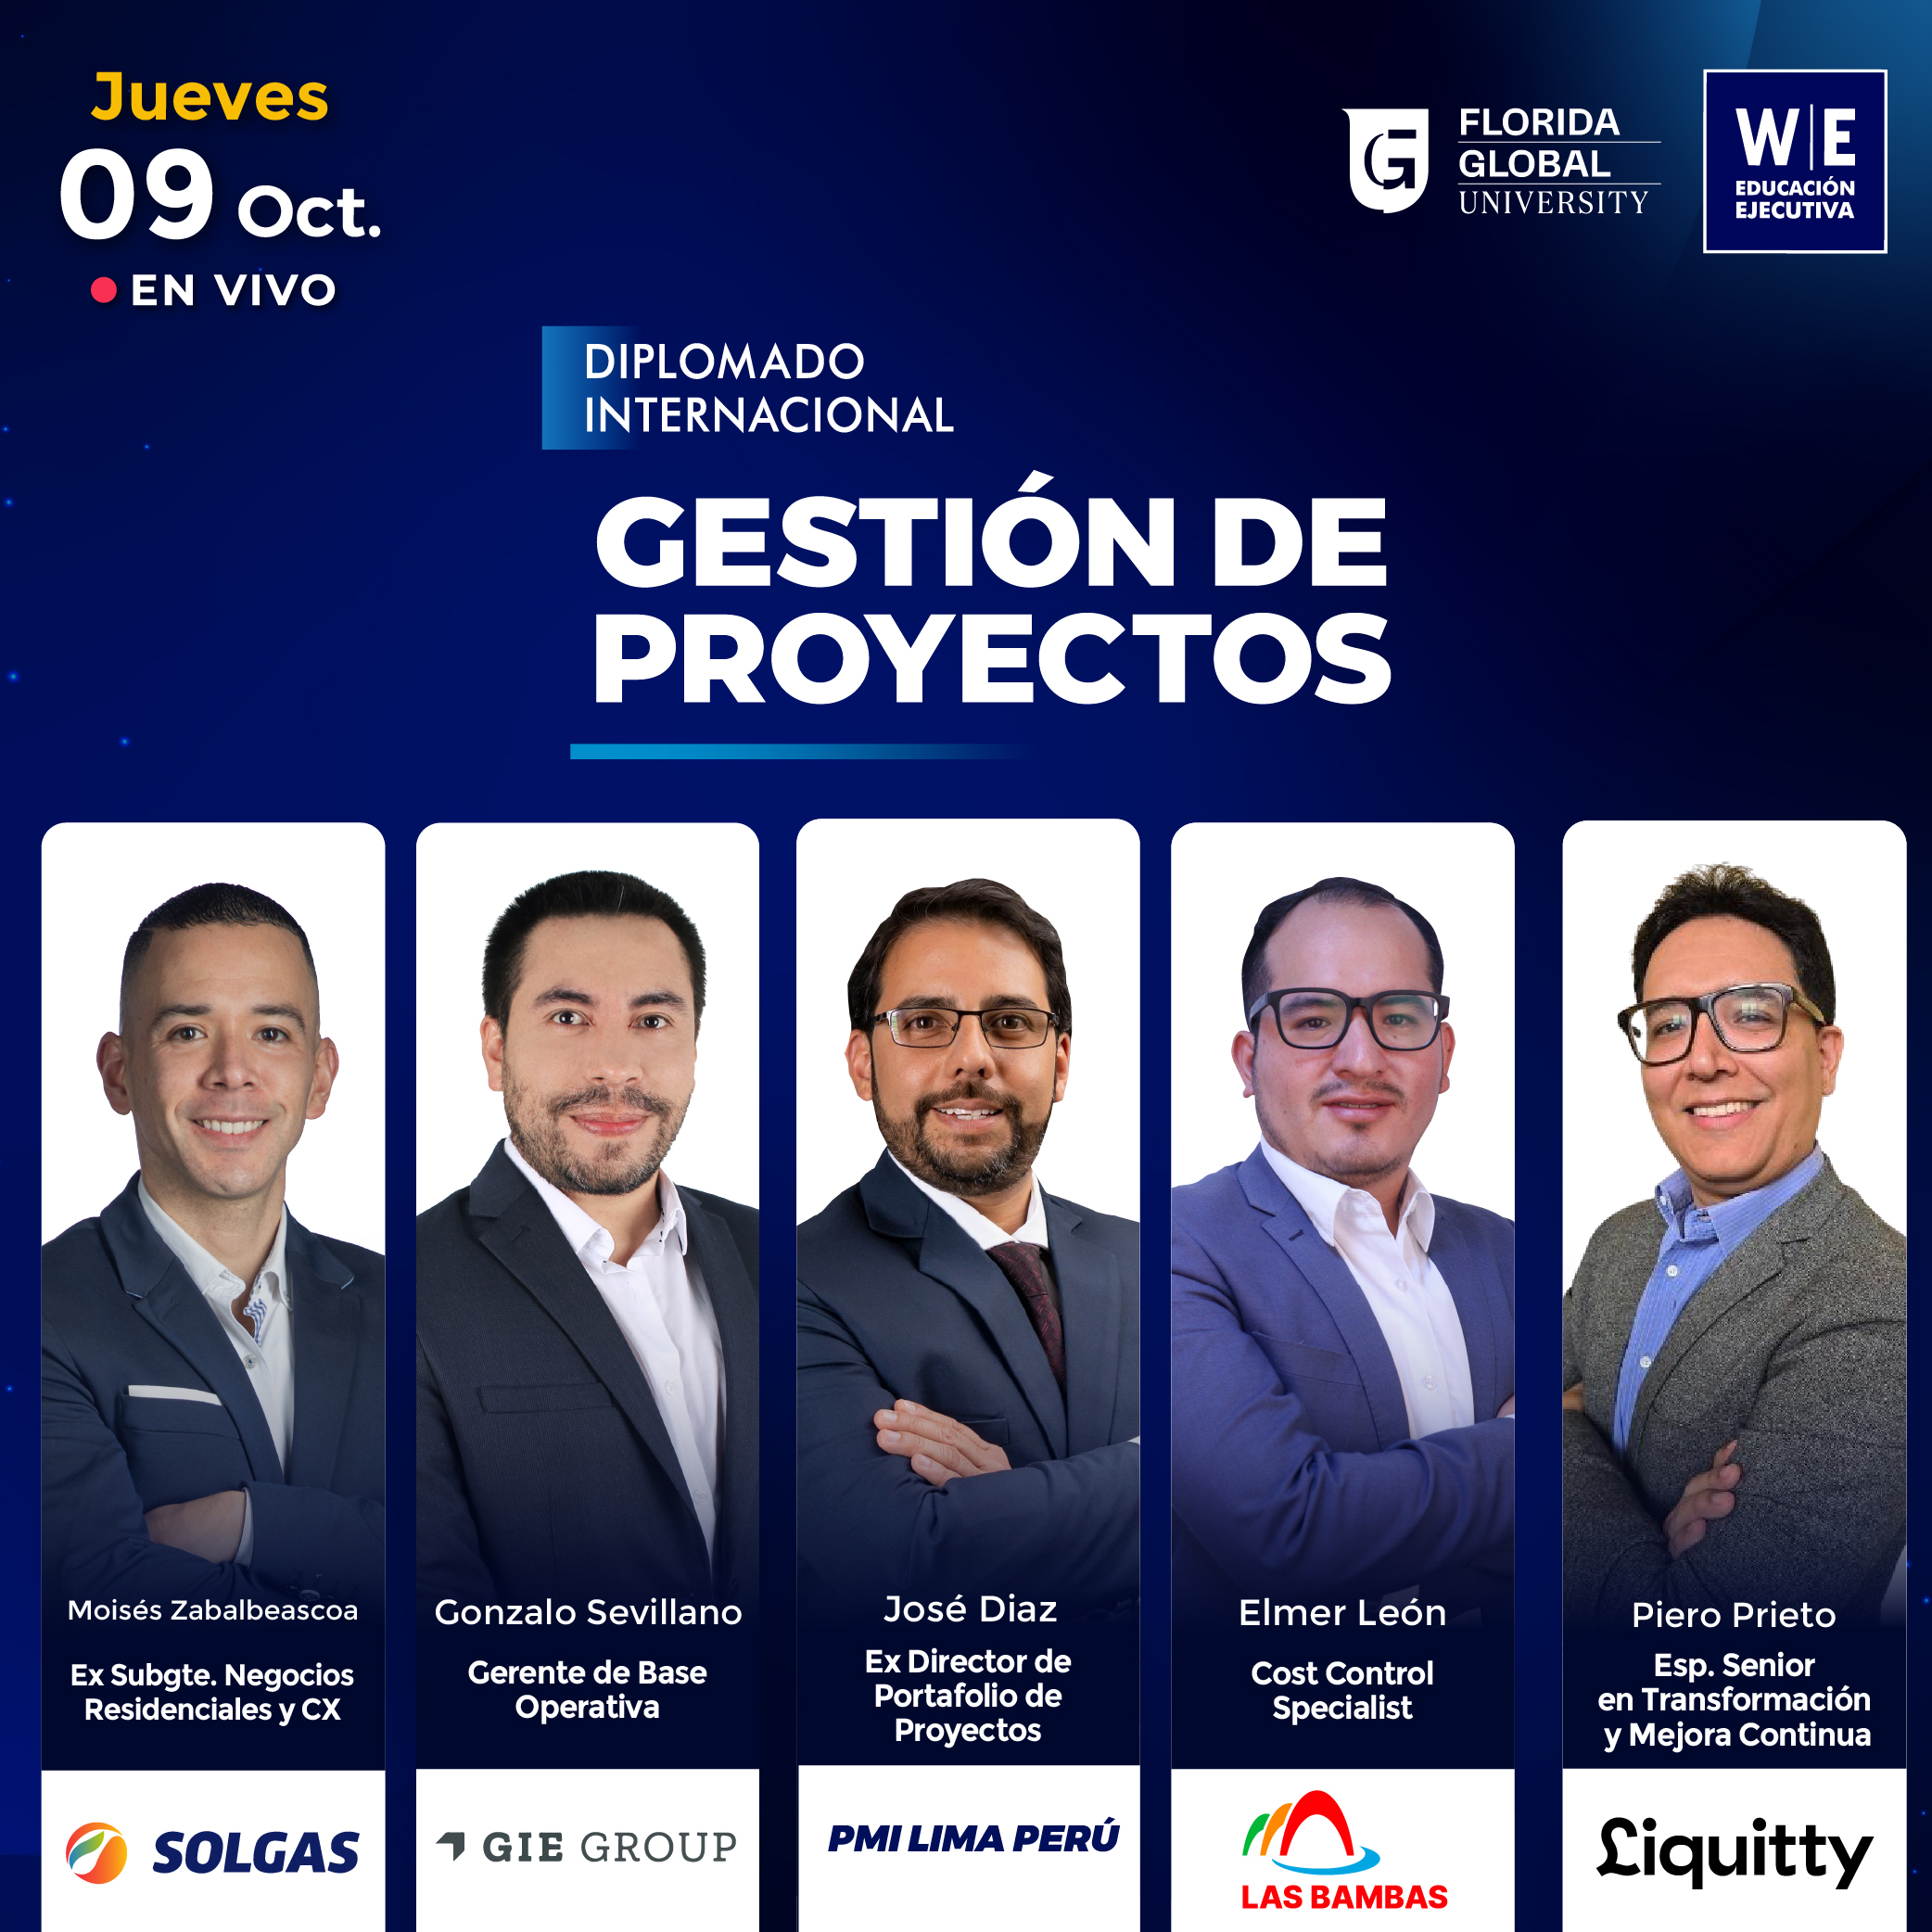 Jueves
09 Oct.
EN VIVO
FLORIDA
GLOBAL
UNIVERSITY
W|E
EDUCACIÓN
EJECUTIVA
DIPLOMADO
INTERNACIONAL
GESTIÓN DE
PROYECTOS
Moisés Zabalbeascoa
Ex Subgte. Negocios
Residenciales y CX
SOLGAS
Gonzalo Sevillano
Gerente de Base
Operativa
GIE GROUP
José Diaz
Ex Director de
Portafolio de
Proyectos
PMI LIMA PERÚ
Elmer León
Cost Control
Specialist
LAS BAMBAS
Piero Prieto
Esp. Senior
en Transformación
y Mejora Continua
Liquitty